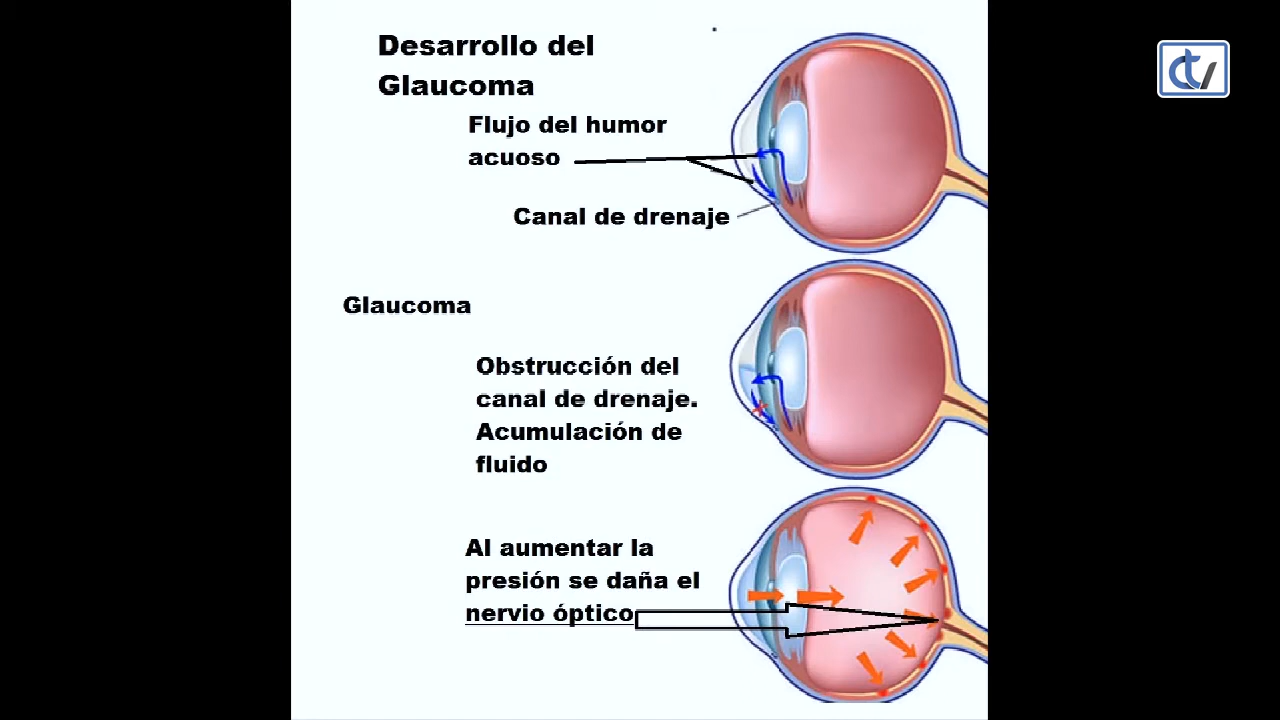 Desarrollo del
Glaucoma
Flujo del humor
acuoso
Canal de drenaje
Glaucoma
Obstrucción del
canal de drenaje.
Acumulación de
fluido
Al aumentar la
presión se daña el
nervio óptico